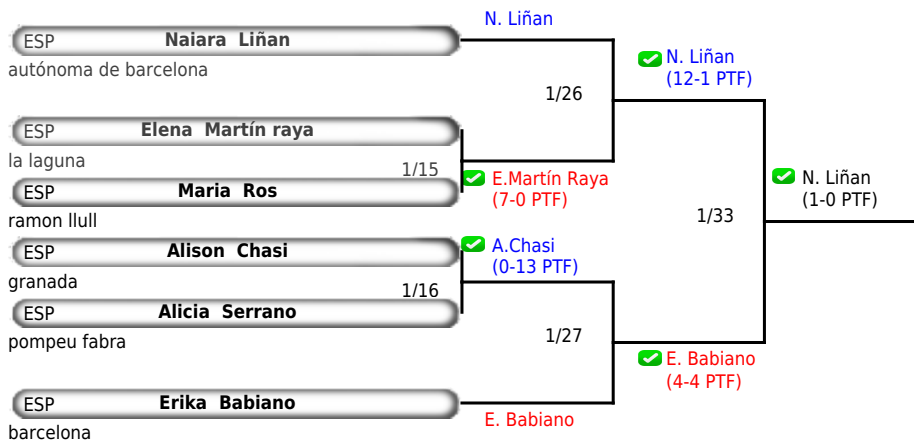 N. Liñan
ESP Naiara Liñan
autónoma de barcelona
N. Liñan
(12-1 PTF)
1/26
ESP Elena Martín raya
la laguna
1/15
E.Martín Raya
(7-0 PTF)
ESP Maria Ros
ramon llull
N. Liñan
(1-0 PTF)
1/33
ESP Alison Chasi
granada
A.Chasi
(0-13 PTF)
1/16
ESP Alicia Serrano
pompeu fabra
1/27
E. Babiano
(4-4 PTF)
ESP Erika Babiano
barcelona
E. Babiano